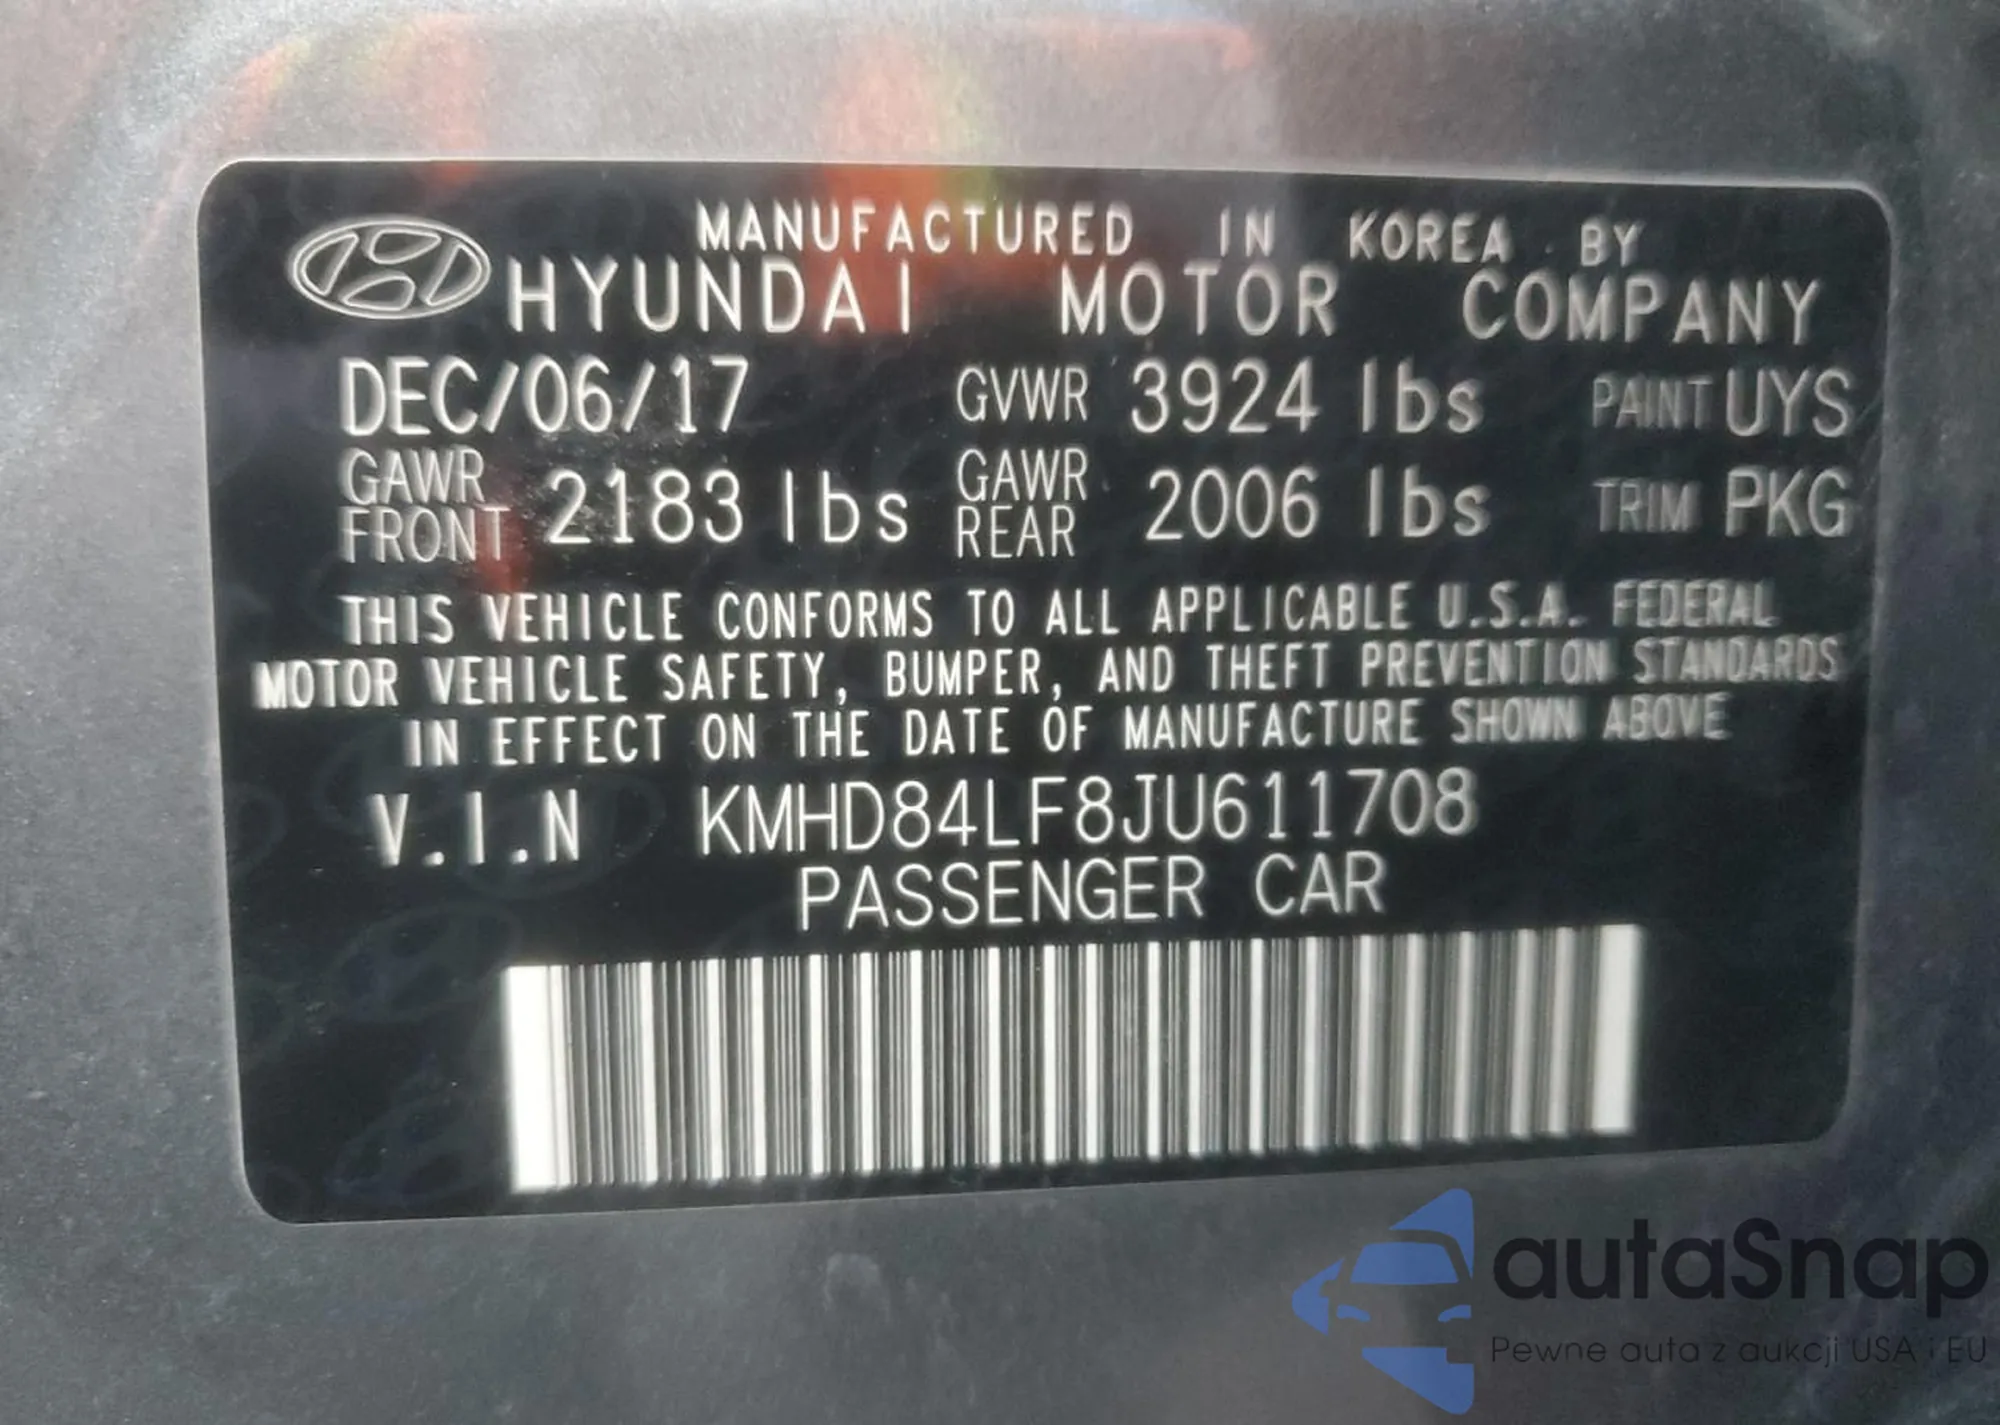 MANUFACTURED IN KOREA BY
HYUNDAI MOTOR COMPANY
DEC/06/17 GVWR 3924 lbs PAINT UYS
GAWR FRONT 2183 lbs GAWR REAR 2006 lbs TRIM PKG
THIS VEHICLE CONFORMS TO ALL APPLICABLE U.S.A. FEDERAL
MOTOR VEHICLE SAFETY, BUMPER, AND THEFT PREVENTION STANDARDS
IN EFFECT ON THE DATE OF MANUFACTURE SHOWN ABOVE
V.I.N KMHD84LF8JU611708
PASSENGER CAR
autaSnap
Pewne auta z aukcji USA i EU